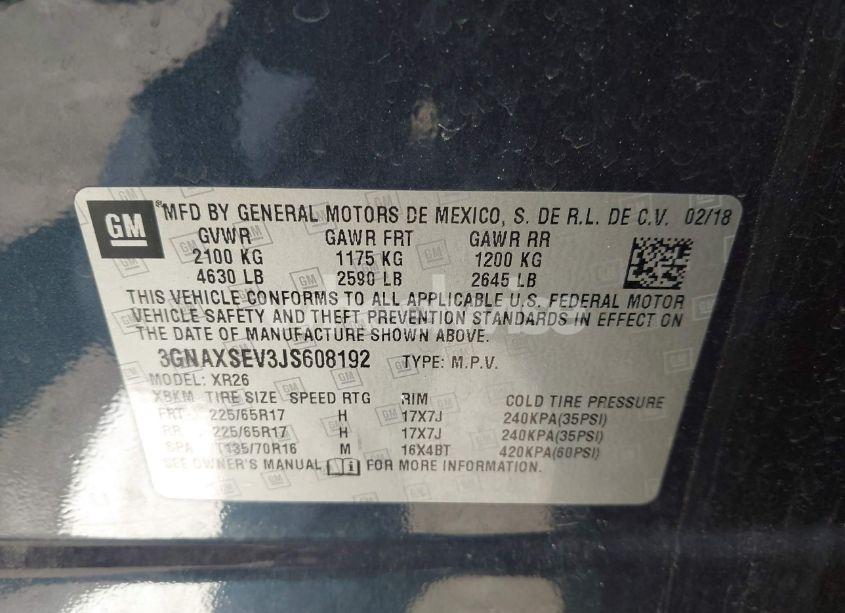 GM ® MFD BY GENERAL MOTORS DE MEXICO, S. DE R.L. DE C.V. 02/18
GVWR GAWR FRT GAWR RR
2100 KG 1175 KG 1200 KG
4630 LB 2590 LB 2645 LB
THIS VEHICLE CONFORMS TO ALL APPLICABLE U.S. FEDERAL MOTOR
VEHICLE SAFETY AND THEFT PREVENTION STANDARDS IN EFFECT ON
THE DATE OF MANUFACTURE SHOWN ABOVE.
3GNAXSEV3JS608192 TYPE: M.P.V.
MODEL: XR26
XBKM TIRE SIZE SPEED RTG RIM COLD TIRE PRESSURE
FRT 225/65R17 H 17X7J 240KPA(35PSI)
RR 225/65R17 H 17X7J 240KPA(35PSI)
SPA T135/70R16 M 16X4BT 420KPA(60PSI)
SEE OWNER'S MANUAL FOR MORE INFORMATION.